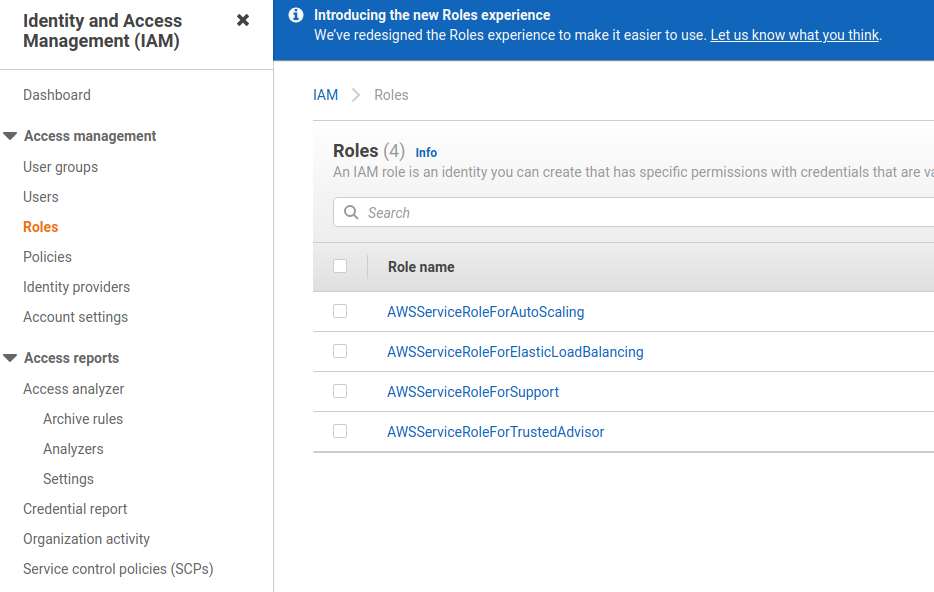 Identity and Access
Management (IAM)
Dashboard
Access management
User groups
Users
Roles
Policies
Identity providers
Account settings
Access reports
Access analyzer
Archive rules
Analyzers
Settings
Credential report
Organization activity
Service control policies (SCPs)
Introducing the new Roles experience
We've redesigned the Roles experience to make it easier to use. Let us know what you think.
IAM > Roles
Roles (4) Info
An IAM role is an identity you can create that has specific permissions with credentials that are va
Search
Role name
AWSServiceRoleForAutoScaling
AWSServiceRoleForElasticLoadBalancing
AWSServiceRoleForSupport
AWSServiceRoleForTrustedAdvisor